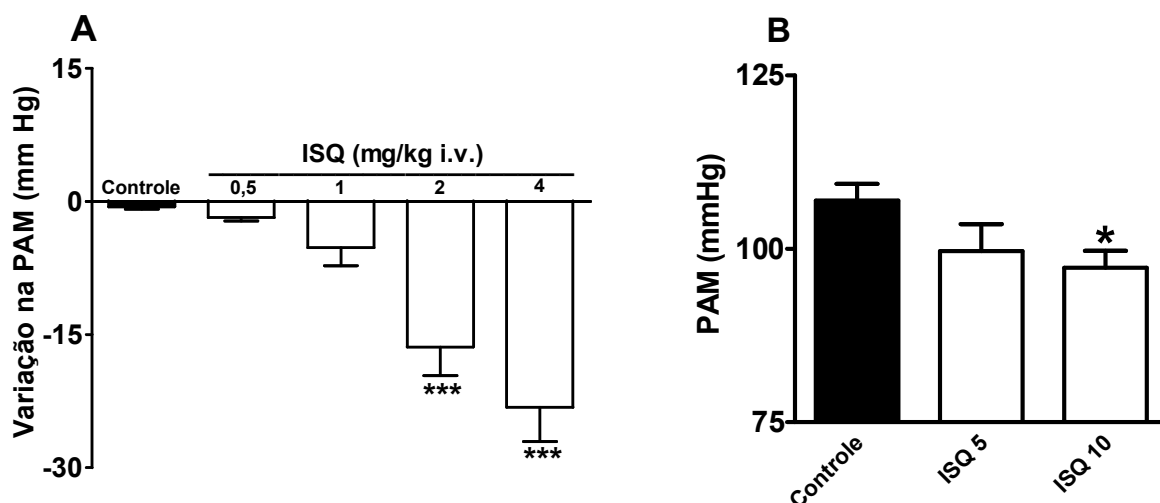 A
Variação na PAM (mm Hg)
15
0
-15
-30
ISQ (mg/kg i.v.)
Controle 0,5 1 2 4
***
***
B
PAM (mmHg)
125
100
75
*
Controle
ISQ 5
ISQ 10